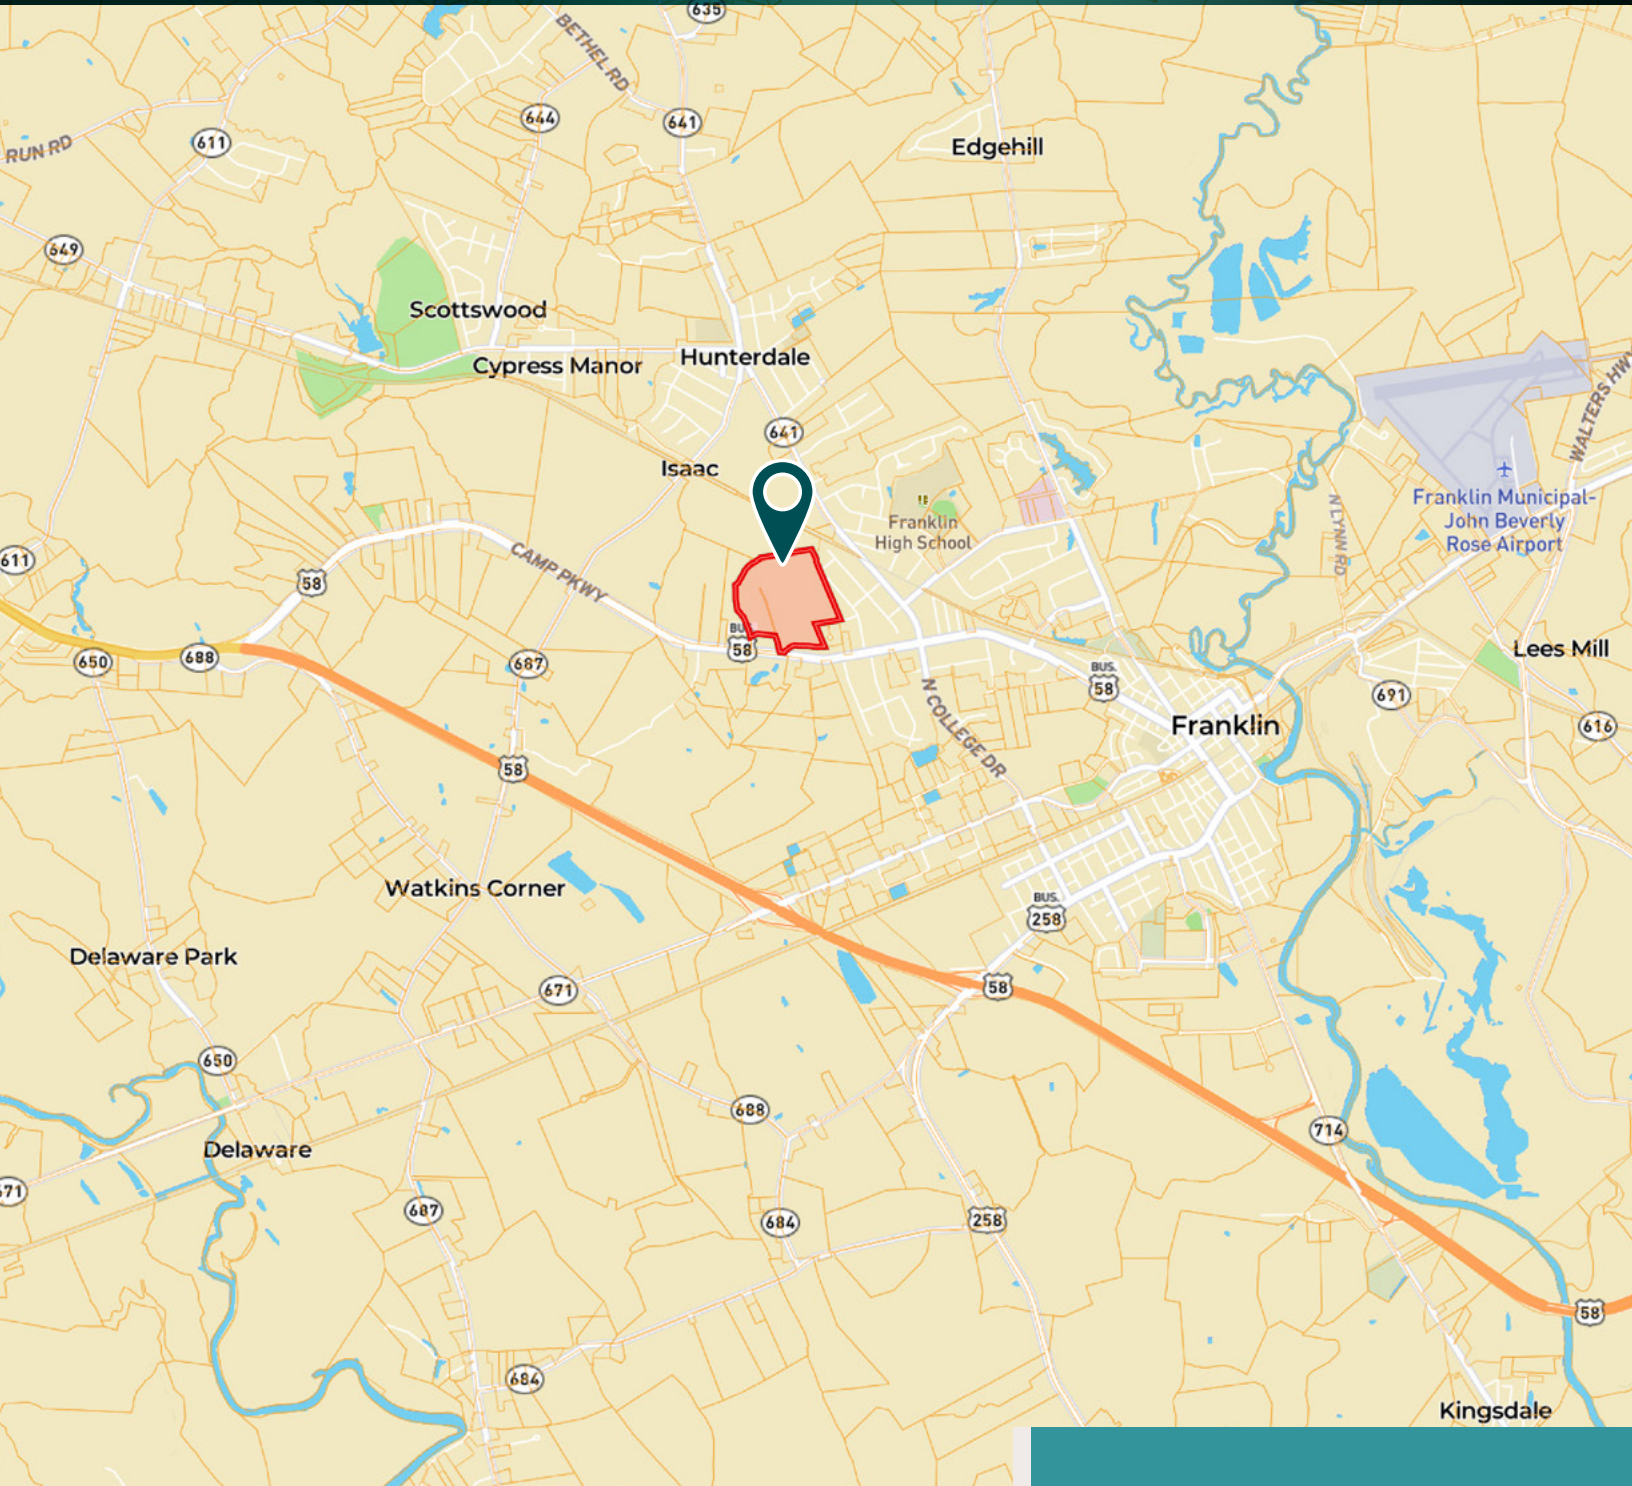 635
BETHEL RD
644
641
611
RUN RD
Edgehill
649
Scottswood
Cypress Manor
Hunterdale
641
Isaac
WALTERS HWY
Franklin
High School
Franklin Municipal-
John Beverly
Rose Airport
N LYNN RD
611
58
CAMP PKWY
BUS.
58
650
688
687
BUS.
58
Lees Mill
691
616
N COLLEGE DR
Franklin
58
Watkins Corner
BUS.
258
Delaware Park
671
58
650
688
714
Delaware
671
687
684
258
58
684
Kingsdale